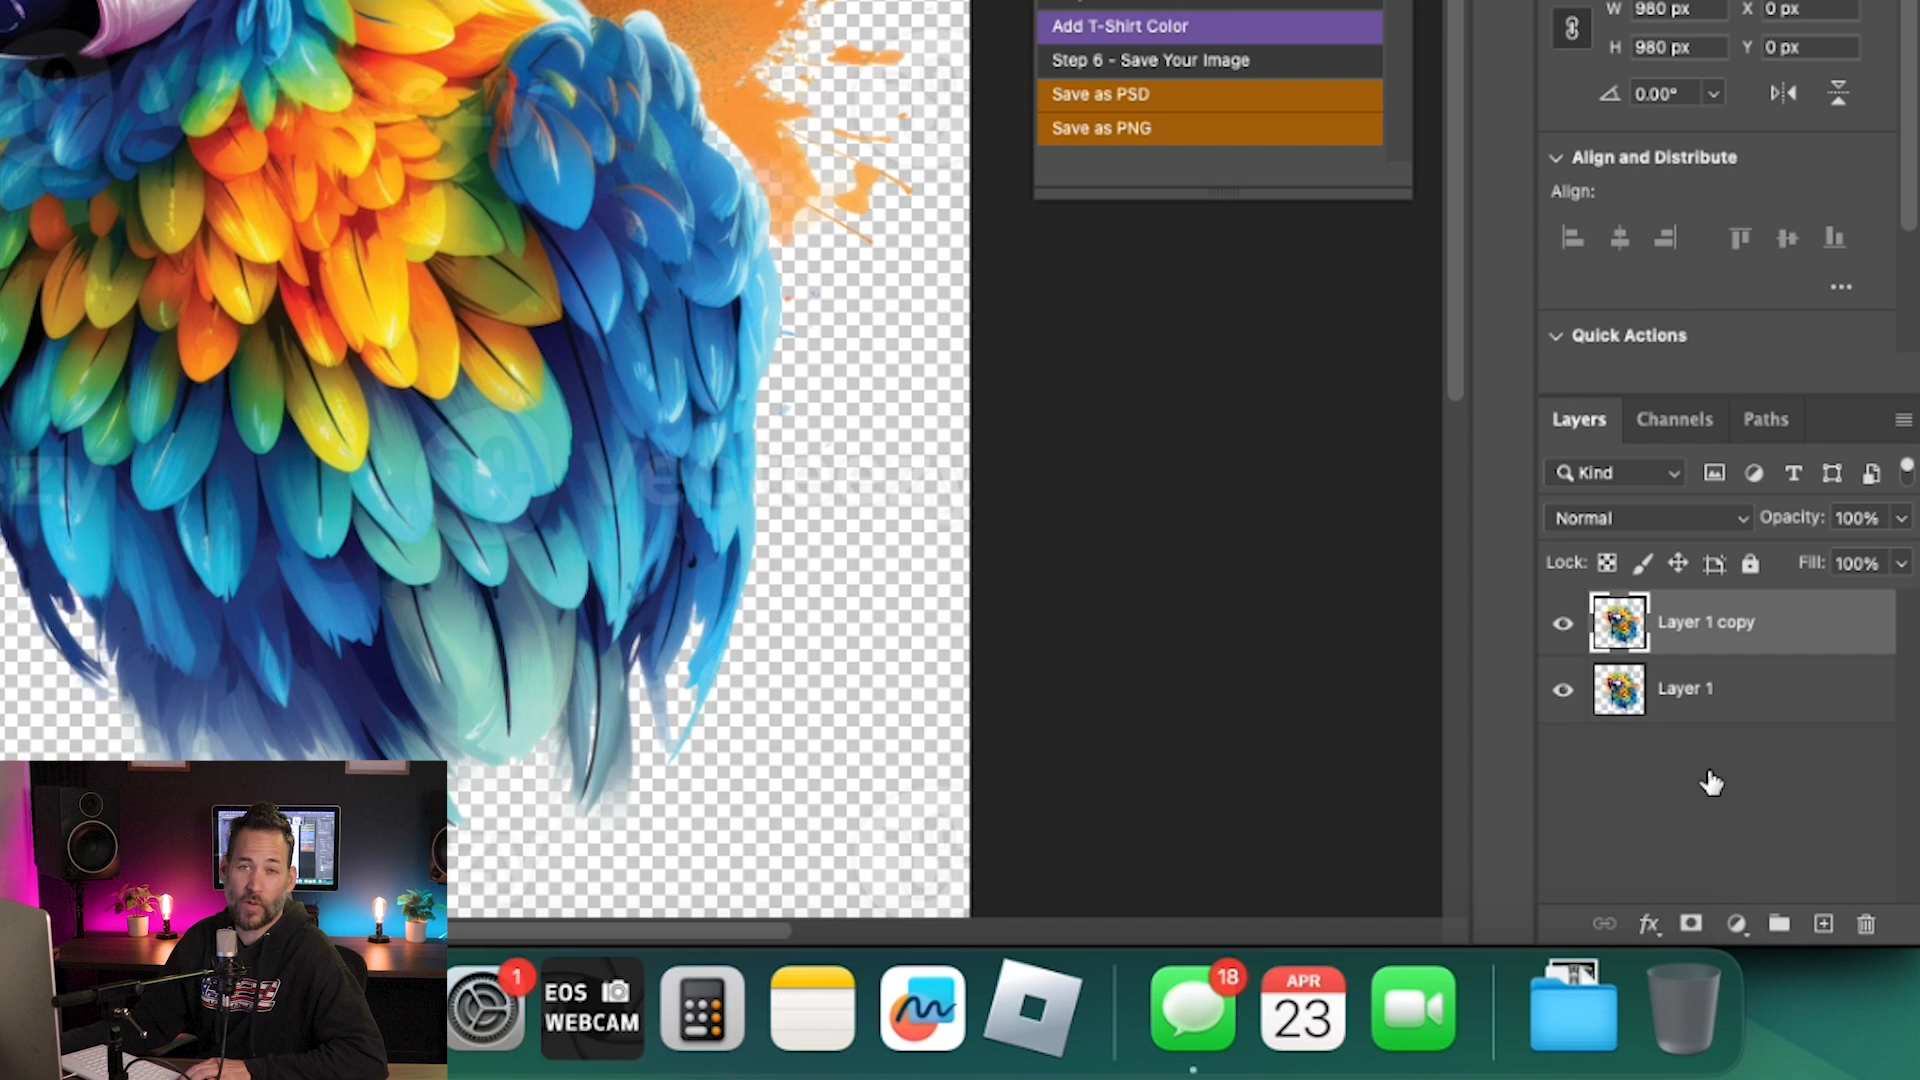 Add T-Shirt Color
Step 6 - Save Your Image
Save as PSD
Save as PNG
W 980 px X 0 px
H 980 px Y 0 px
0.00°
Align and Distribute
Align:
Quick Actions
Layers Channels Paths
Kind
Normal Opacity: 100%
Lock: Fill: 100%
Layer 1 copy
Layer 1
fx
1
EOS
WEBCAM
18
APR
23